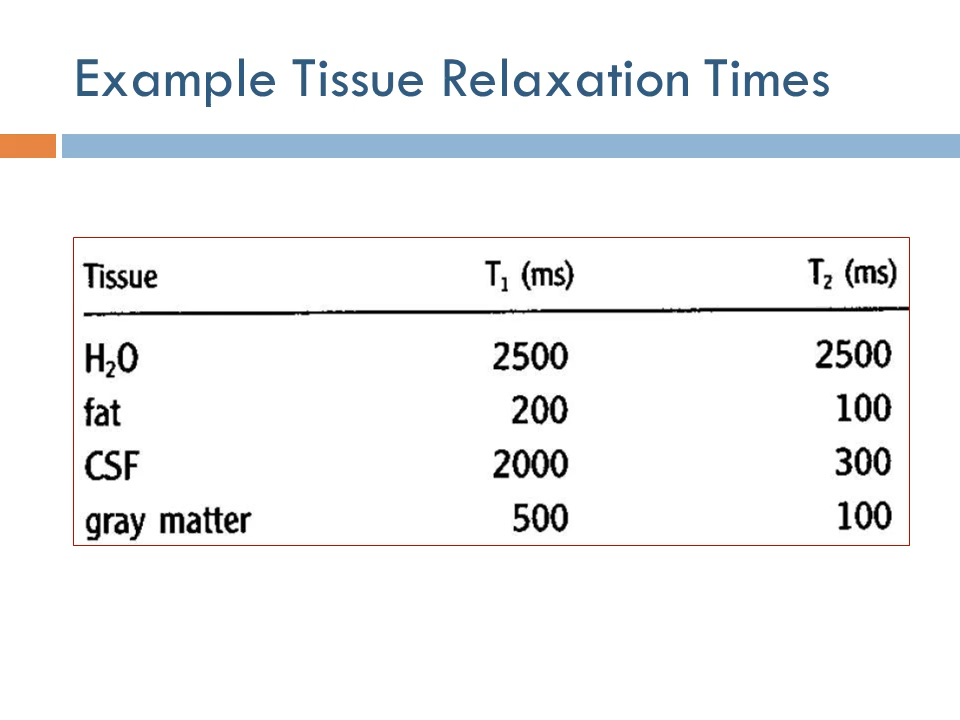 Example Tissue Relaxation Times
Tissue T₁ (ms) T₂ (ms)
H₂O 2500 2500
fat 200 100
CSF 2000 300
gray matter 500 100